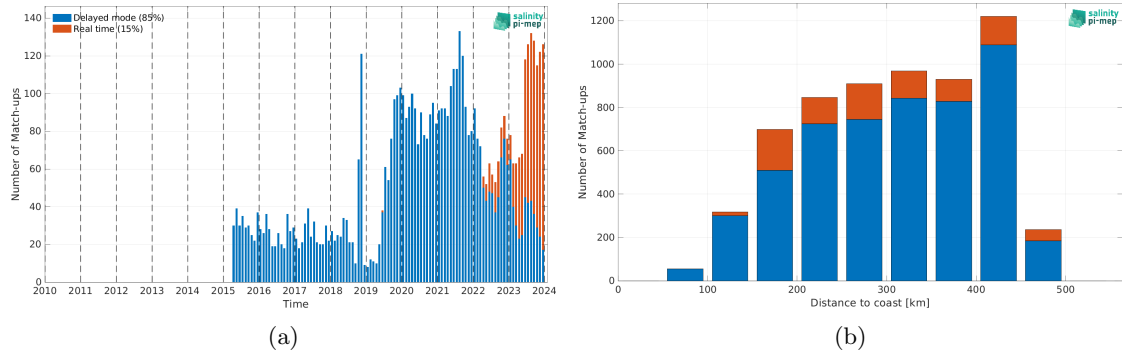 Delayed mode (85%)
Real time (15%)
salinity
pi-mep
Number of Match-ups
140
120
100
80
60
40
20
0
2010 2011 2012 2013 2014 2015 2016 2017 2018 2019 2020 2021 2022 2023 2024
Time
(a)
salinity
pi-mep
Number of Match-ups
1200
1000
800
600
400
200
0
0 100 200 300 400 500
Distance to coast [km]
(b)